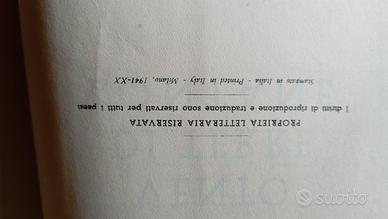 PROPRIETÀ LETTERARIA RISERVATA
I diritti di riproduzione e traduzione sono riservati per tutti i paesi
Stampato in Italia - Printed in Italy - Milano, 1941-XX
subito